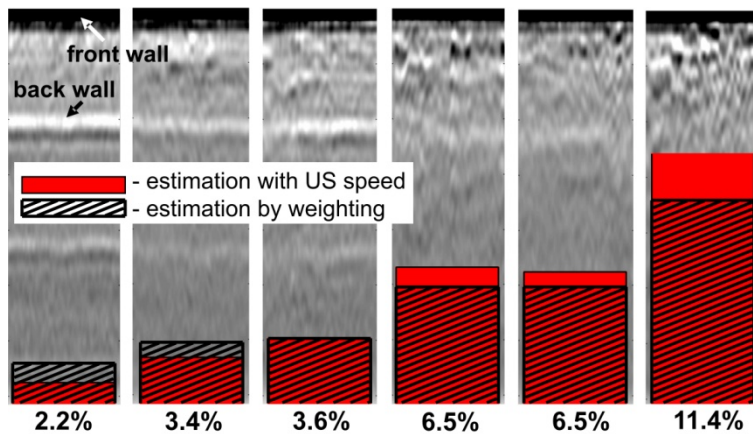 front wall
back wall
- estimation with US speed
- estimation by weighting
2.2% 3.4% 3.6% 6.5% 6.5% 11.4%